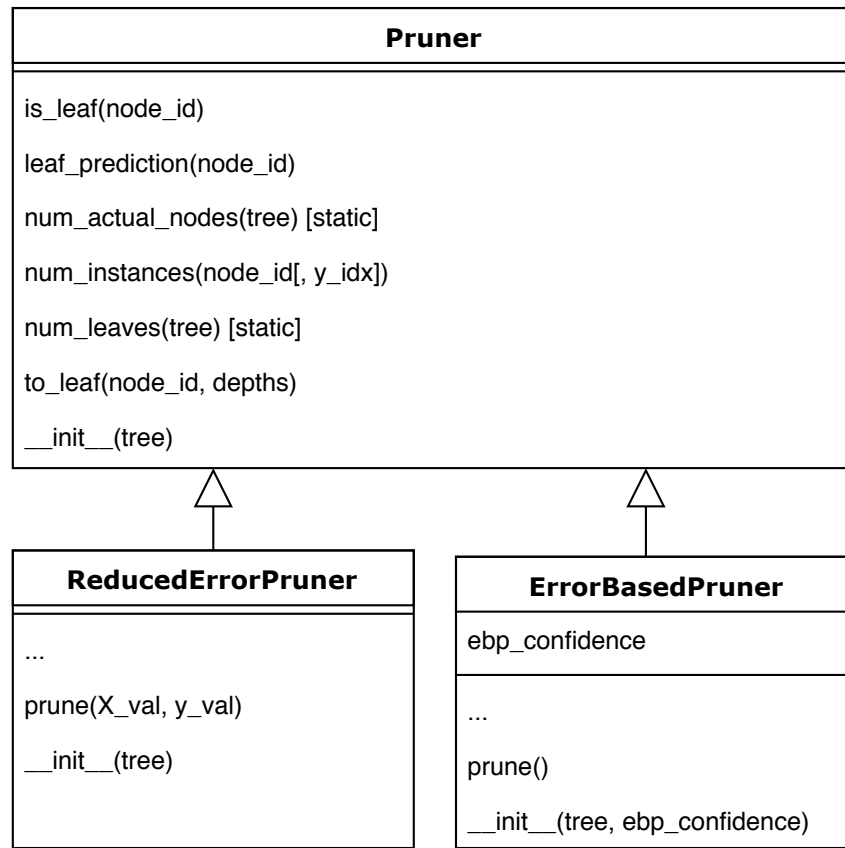 Pruner
is_leaf(node_id)
leaf_prediction(node_id)
num_actual_nodes(tree) [static]
num_instances(node_id[, y_idx])
num_leaves(tree) [static]
to_leaf(node_id, depths)
__init__(tree)
ReducedErrorPruner
...
prune(X_val, y_val)
__init__(tree)
ErrorBasedPruner
ebp_confidence
...
prune()
__init__(tree, ebp_confidence)